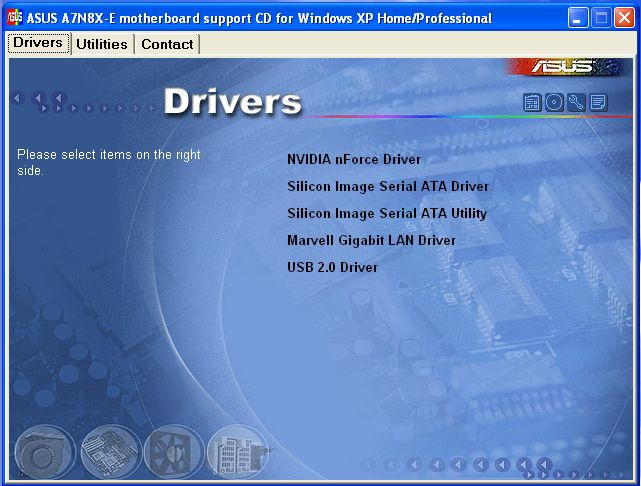 ASUS A7N8X-E motherboard support CD for Windows XP Home/Professional
Drivers Utilities Contact
ASUS
Drivers
Please select items on the right
side.
NVIDIA nForce Driver
Silicon Image Serial ATA Driver
Silicon Image Serial ATA Utility
Marvell Gigabit LAN Driver
USB 2.0 Driver